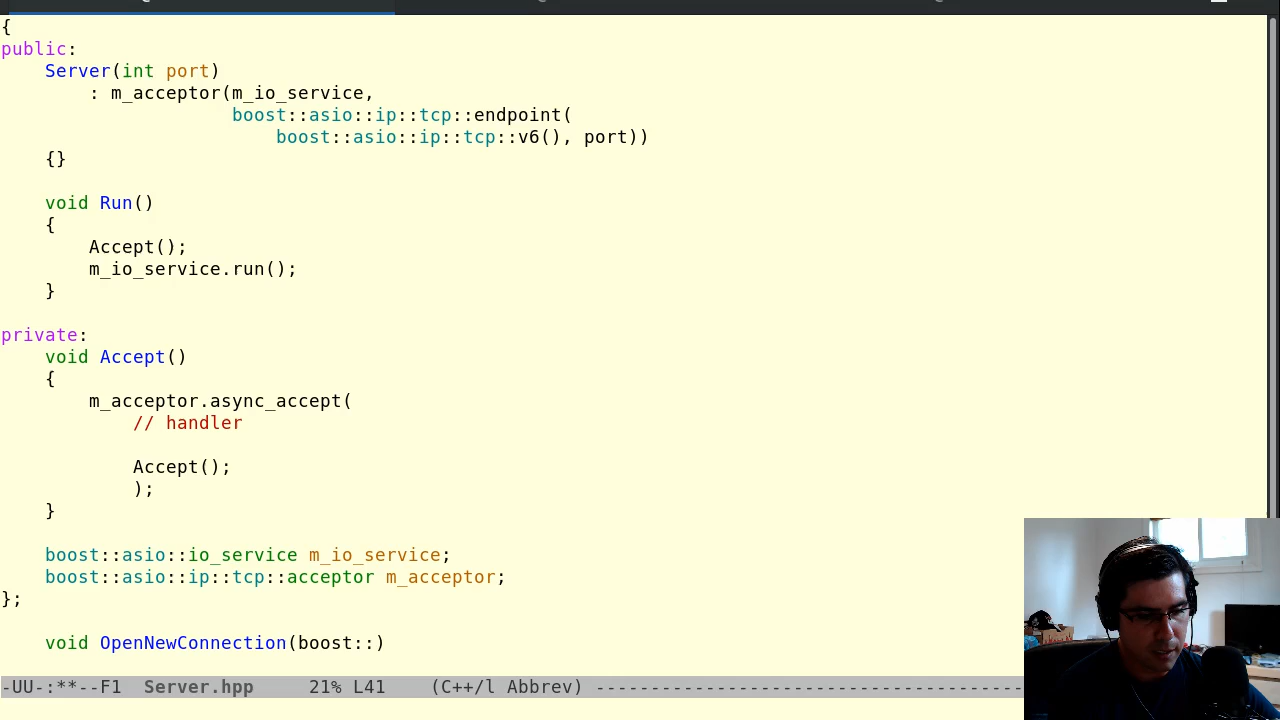 {
public:
    Server(int port)
        : m_acceptor(m_io_service,
                     boost::asio::ip::tcp::endpoint(
                         boost::asio::ip::tcp::v6(), port))
    {}

    void Run()
    {
        Accept();
        m_io_service.run();
    }

private:
    void Accept()
    {
        m_acceptor.async_accept(
            // handler

            Accept();
            );
    }

    boost::asio::io_service m_io_service;
    boost::asio::ip::tcp::acceptor m_acceptor;
};

    void OpenNewConnection(boost::)

-UU-:**--F1  Server.hpp     21% L41    (C++/l Abbrev) ---------------------------------------